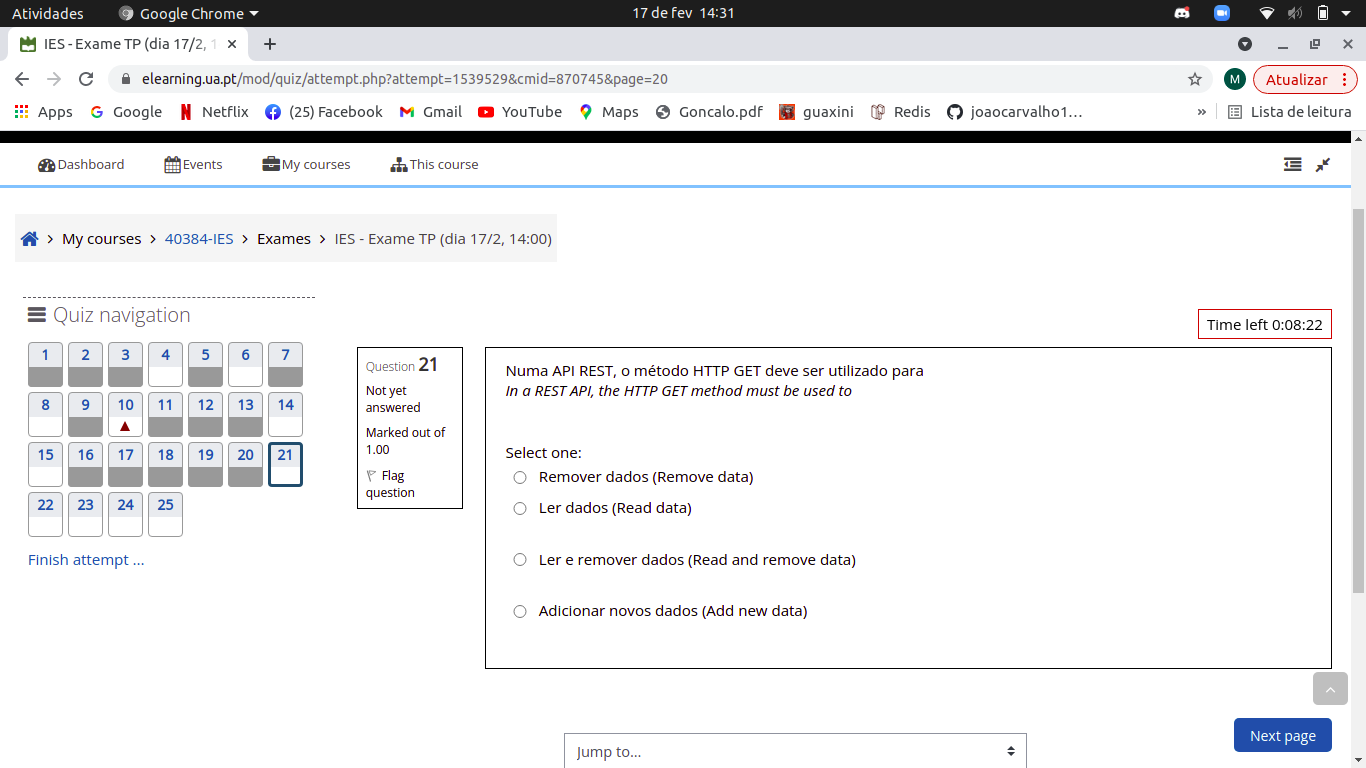 Atividades
Google Chrome
17 de fev 14:31
IES - Exame TP (dia 17/2, 1
elearning.ua.pt/mod/quiz/attempt.php?attempt=1539529&cmid=870745&page=20
M
Atualizar
Apps
Google
Netflix
(25) Facebook
Gmail
YouTube
Maps
Goncalo.pdf
guaxini
Redis
joaocarvalho1...
»
Lista de leitura
Dashboard
Events
My courses
This course
My courses
40384-IES
Exames
IES - Exame TP (dia 17/2, 14:00)
Quiz navigation
1 2 3 4 5 6 7
8 9 10 11 12 13 14
15 16 17 18 19 20 21
22 23 24 25
Finish attempt ...
Time left 0:08:22
Question 21
Not yet
answered
Marked out of
1.00
Flag
question
Numa API REST, o método HTTP GET deve ser utilizado para
In a REST API, the HTTP GET method must be used to
Select one:
Remover dados (Remove data)
Ler dados (Read data)
Ler e remover dados (Read and remove data)
Adicionar novos dados (Add new data)
Next page
Jump to...